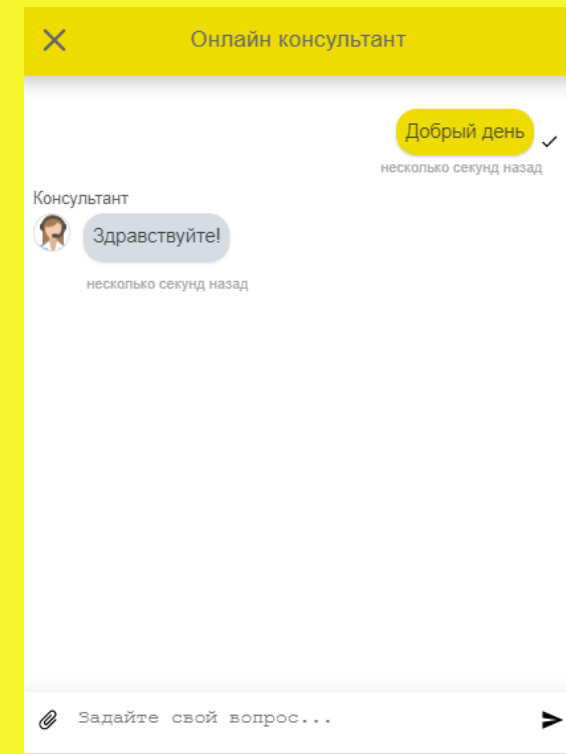 Онлайн консультант
Добрый день
несколько секунд назад
Консультант
Здравствуйте!
несколько секунд назад
Задайте свой вопрос...